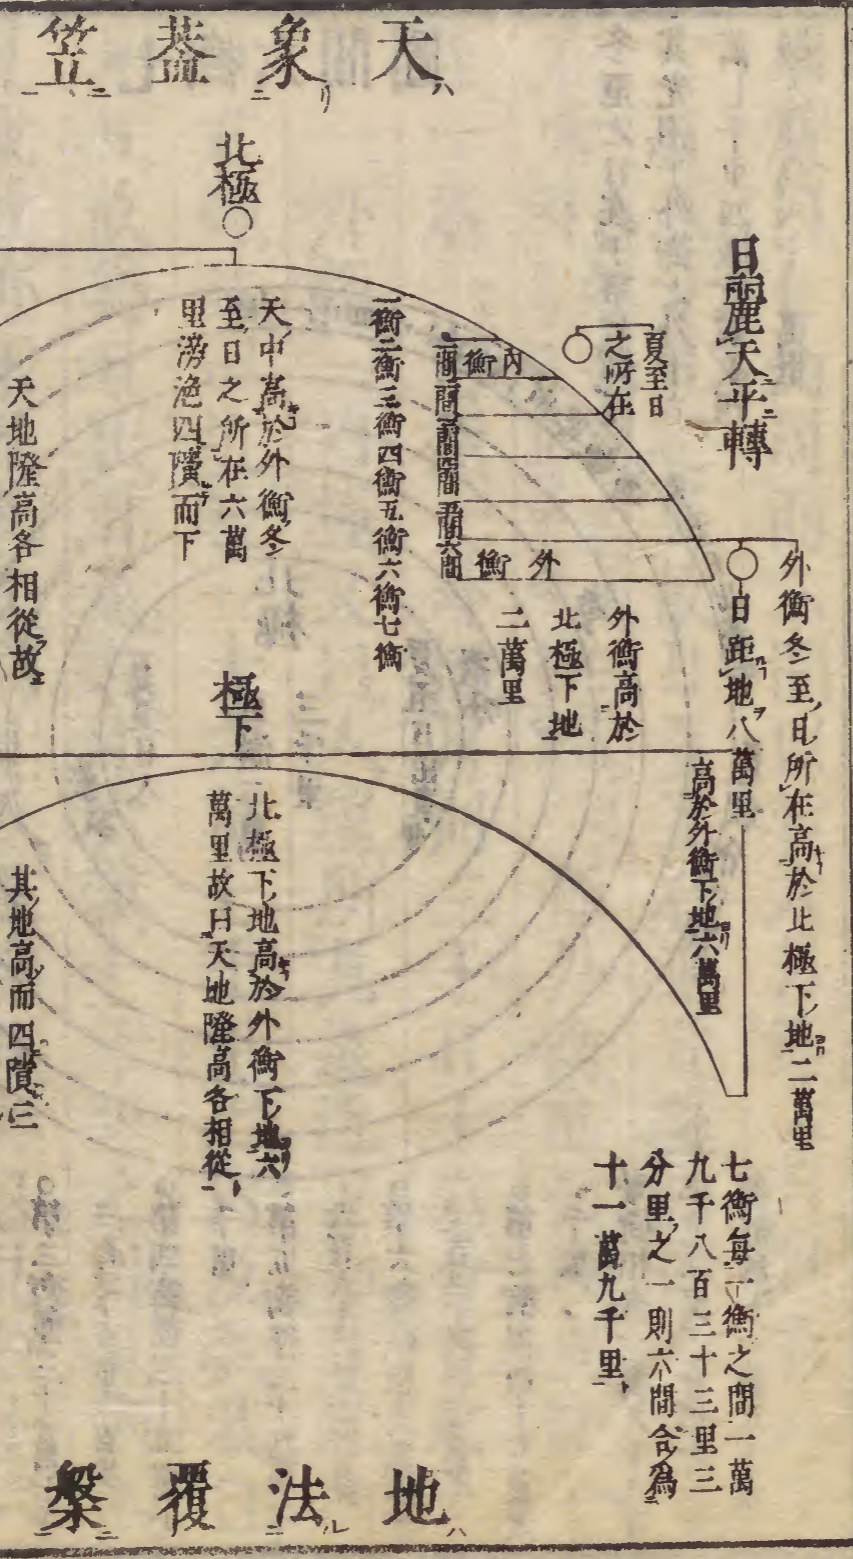 天象蓋笠
日麗天平轉
外衡冬至日所在高於北極下地二萬里
日距地八萬里
高於外衡下地六萬里
夏至日
之所在
內衡
一間
二間
三間
四間
五間
六間
外衡
一衡二衡三衡四衡五衡六衡七衡
外衡高於
北極下地
二萬里
北極
天中高於外衡冬
至日之所在六萬
里滂沲四隤而下
天地隆高各相從故
極下
北極下地高於外衡下地六
萬里故曰天地隆高各相從
其地高而四隤三
七衡每一衡之間一萬
九千八百三十三里三
分里之一則六間合爲
十一萬九千里
地法覆槃